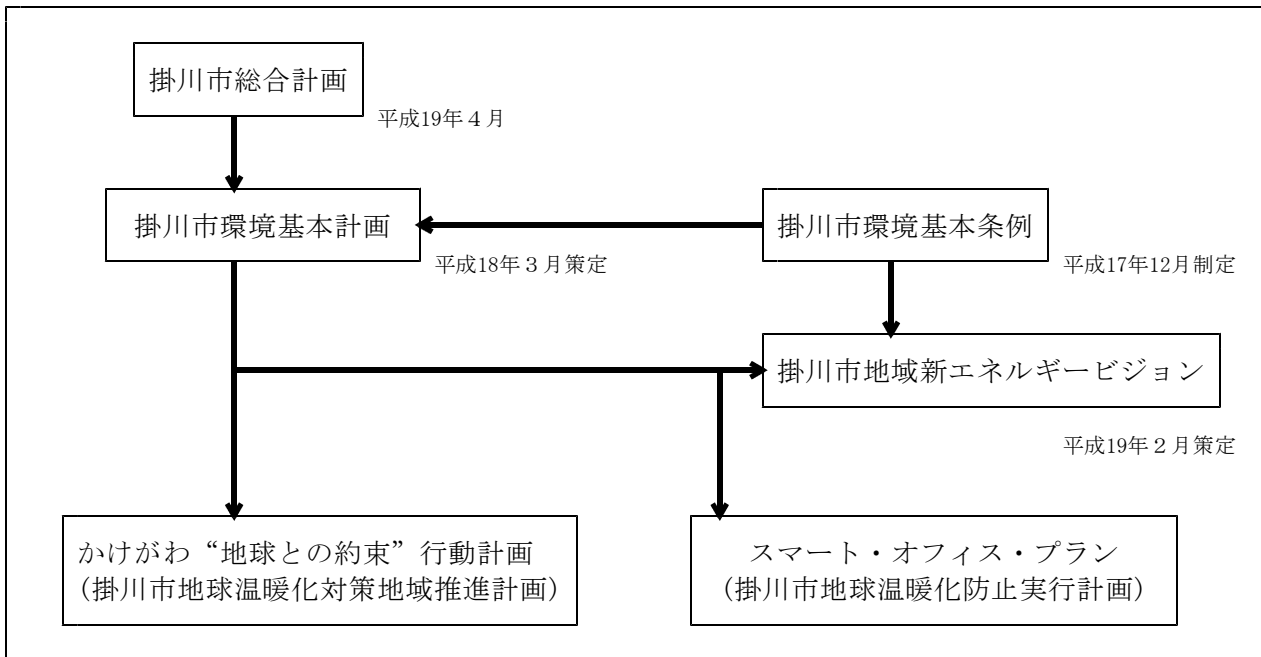 掛川市総合計画
平成19年４月
掛川市環境基本計画
掛川市環境基本条例
平成18年３月策定
平成17年12月制定
掛川市地域新エネルギービジョン
平成19年２月策定
かけがわ“地球との約束”行動計画
（掛川市地球温暖化対策地域推進計画）
スマート・オフィス・プラン
（掛川市地球温暖化防止実行計画）